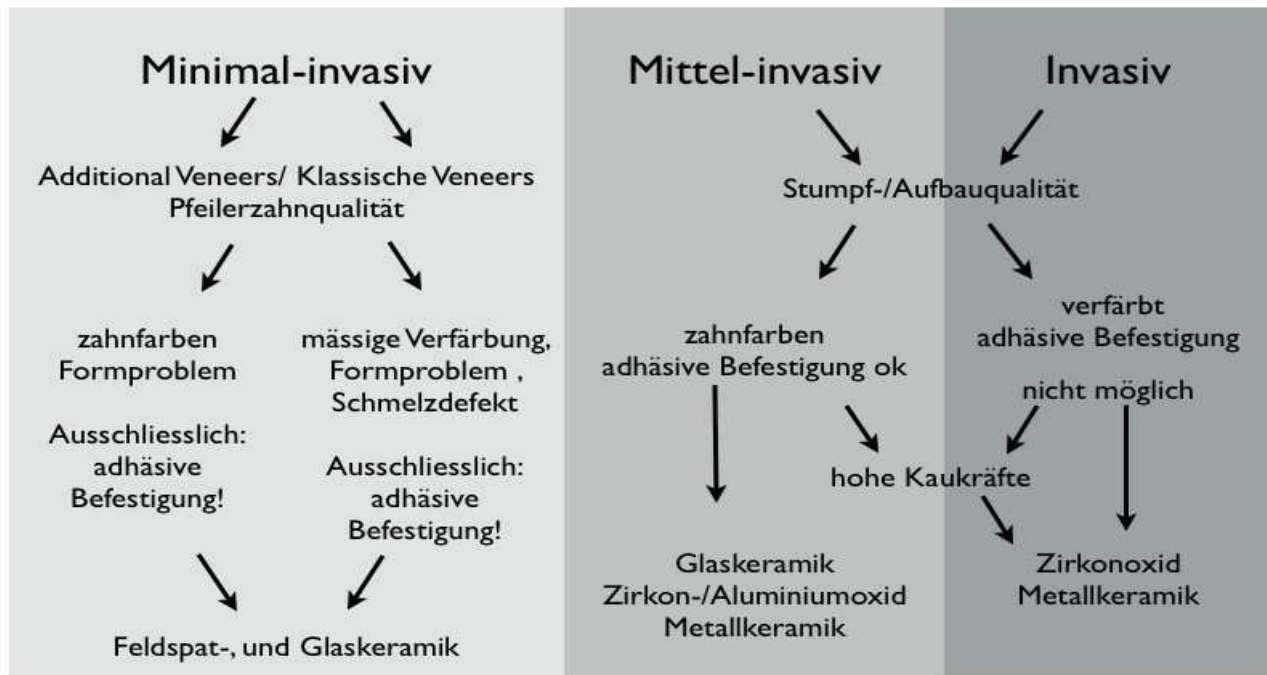 Minimal-invasiv
Additional Veneers/ Klassische Veneers
Pfeilerzahnqualität
zahnfarben
Formproblem
Ausschliesslich:
adhäsive
Befestigung!
mässige Verfärbung,
Formproblem ,
Schmelzdefekt
Ausschliesslich:
adhäsive
Befestigung!
Feldspat-, und Glaskeramik
Mittel-invasiv
Invasiv
Stumpf-/Aufbauqualität
zahnfarben
adhäsive Befestigung ok
verfärbt
adhäsive Befestigung
nicht möglich
hohe Kaukräfte
Glaskeramik
Zirkon-/Aluminiumoxid
Metallkeramik
Zirkonoxid
Metallkeramik